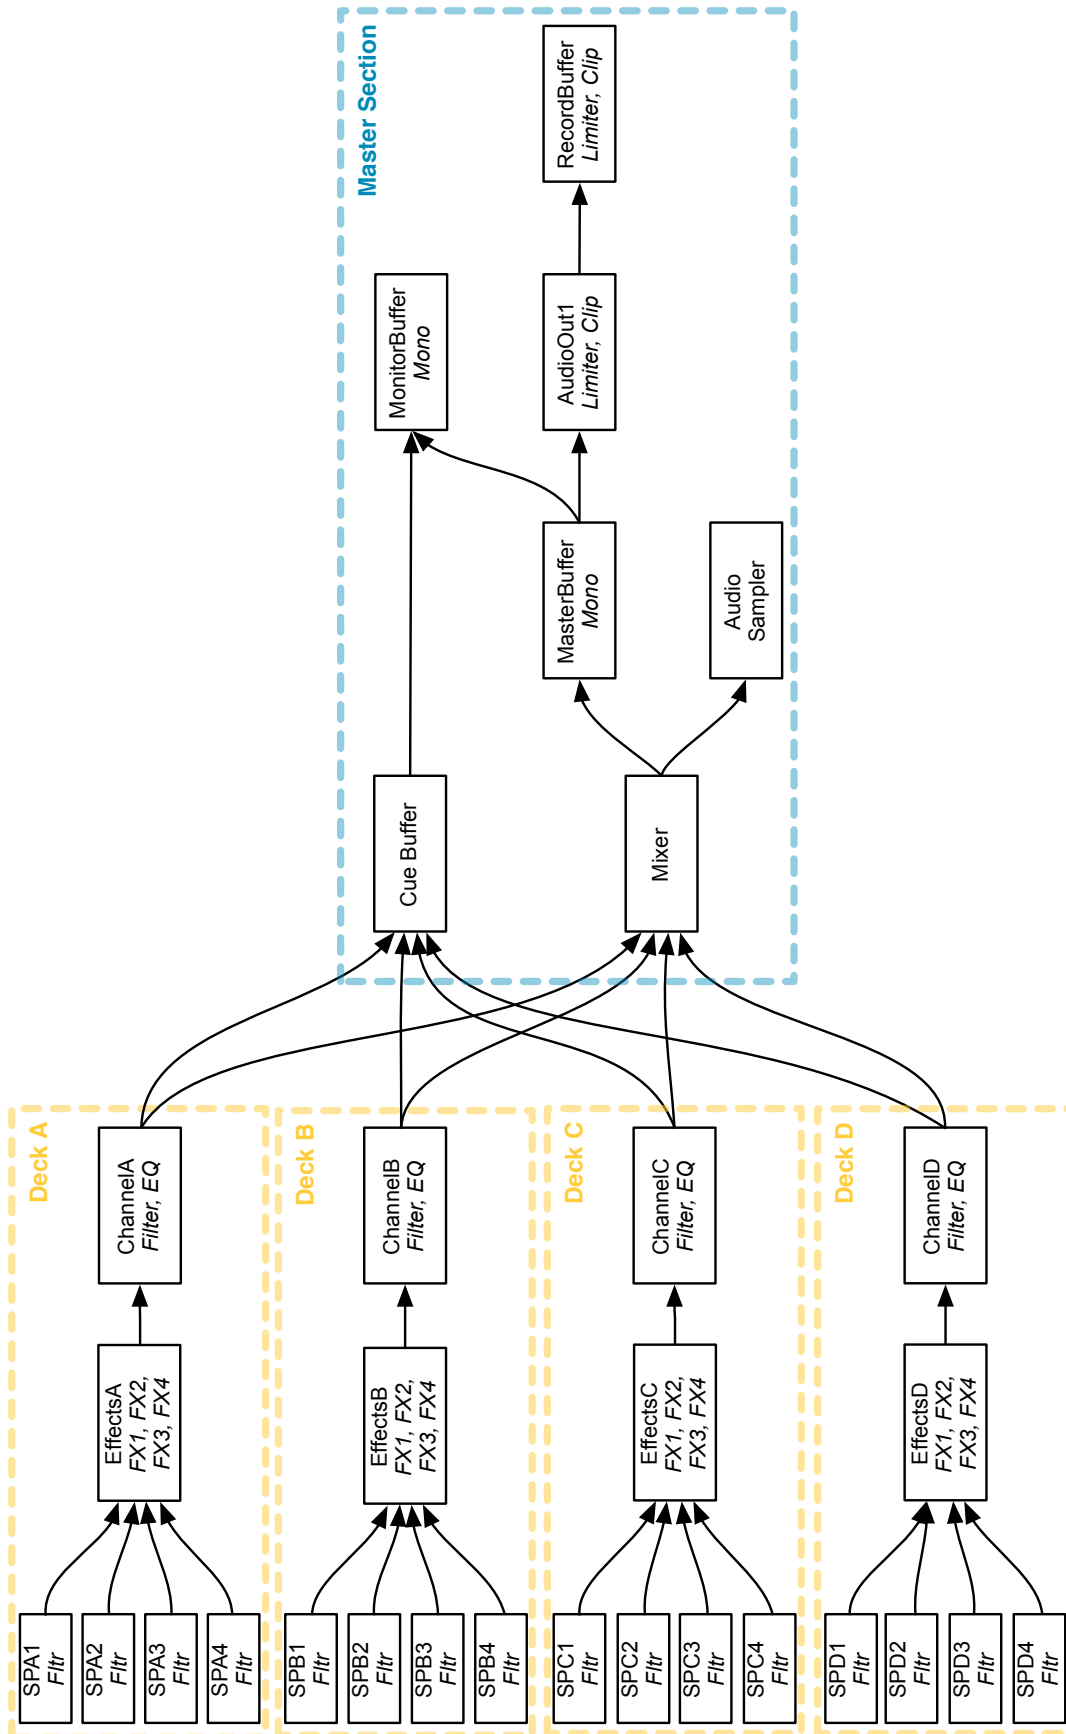 Deck A
SPA1
Fltr
SPA2
Fltr
SPA3
Fltr
SPA4
Fltr
EffectsA
FX1, FX2,
FX3, FX4
ChannelA
Filter, EQ
Deck B
SPB1
Fltr
SPB2
Fltr
SPB3
Fltr
SPB4
Fltr
EffectsB
FX1, FX2,
FX3, FX4
ChannelB
Filter, EQ
Deck C
SPC1
Fltr
SPC2
Fltr
SPC3
Fltr
SPC4
Fltr
EffectsC
FX1, FX2,
FX3, FX4
ChannelC
Filter, EQ
Deck D
SPD1
Fltr
SPD2
Fltr
SPD3
Fltr
SPD4
Fltr
EffectsD
FX1, FX2,
FX3, FX4
ChannelD
Filter, EQ
Master Section
Cue Buffer
Mixer
MonitorBuffer
Mono
MasterBuffer
Mono
Audio
Sampler
AudioOut1
Limiter, Clip
RecordBuffer
Limiter, Clip